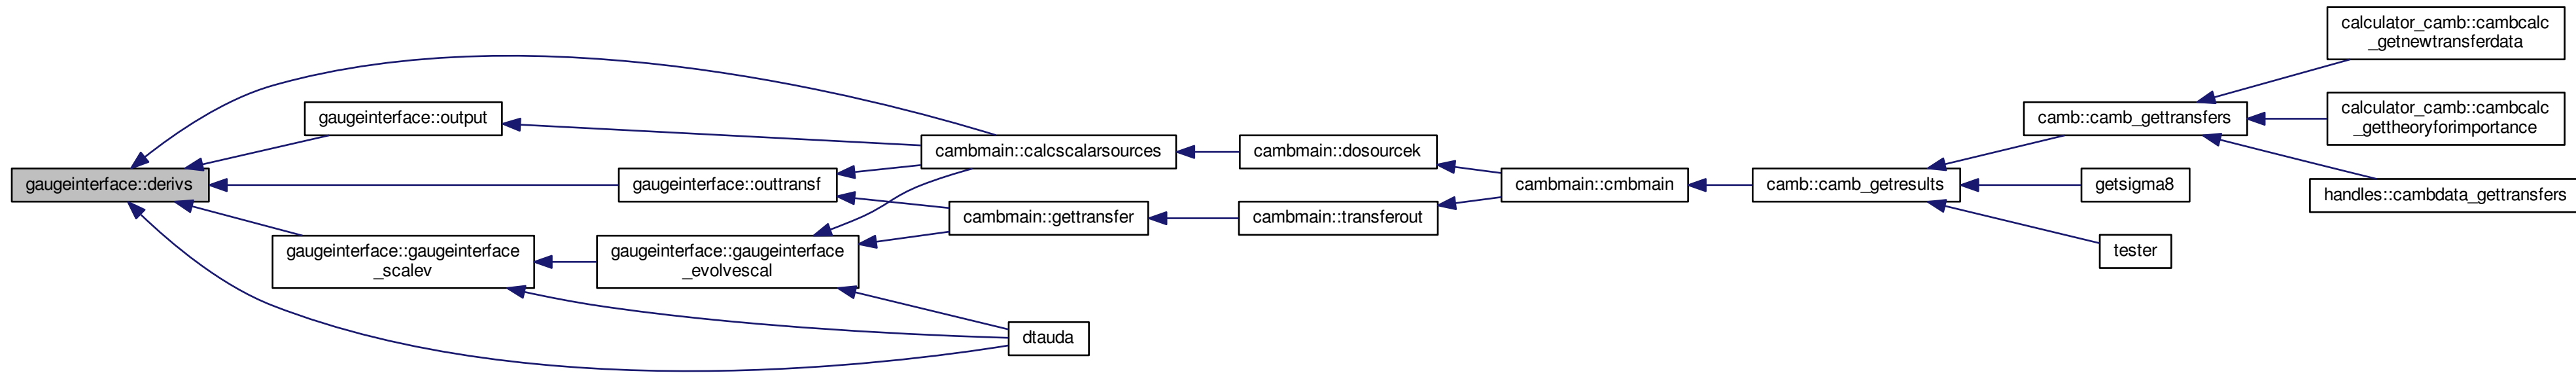 gaugeinterface::derivs
gaugeinterface::output
gaugeinterface::outtransf
gaugeinterface::gaugeinterface
_scalev
gaugeinterface::gaugeinterface
_evolvescal
cambmain::calcscalarsources
cambmain::gettransfer
dtauda
cambmain::dosourcek
cambmain::transferout
cambmain::cmbmain
camb::camb_getresults
camb::camb_gettransfers
getsigma8
tester
calculator_camb::cambcalc
_getnewtransferdata
calculator_camb::cambcalc
_gettheoryforimportance
handles::cambdata_gettransfers